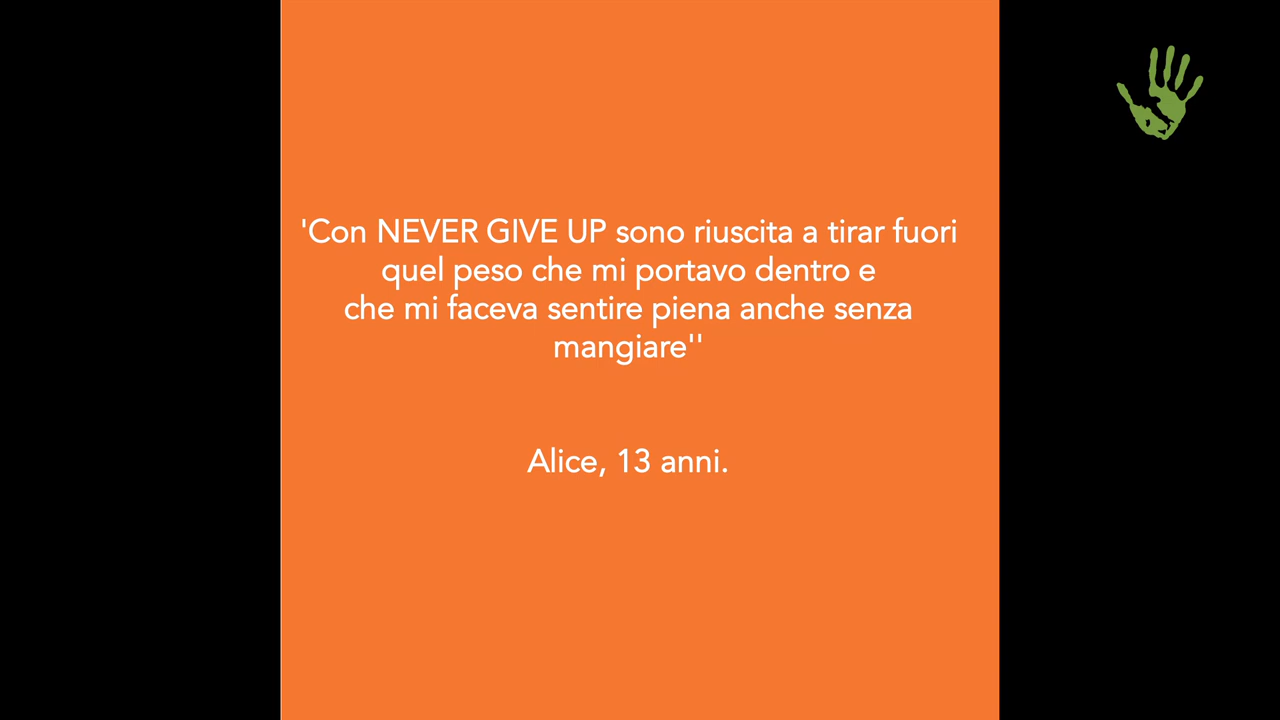 'Con NEVER GIVE UP sono riuscita a tirar fuori
quel peso che mi portavo dentro e
che mi faceva sentire piena anche senza
mangiare''
Alice, 13 anni.